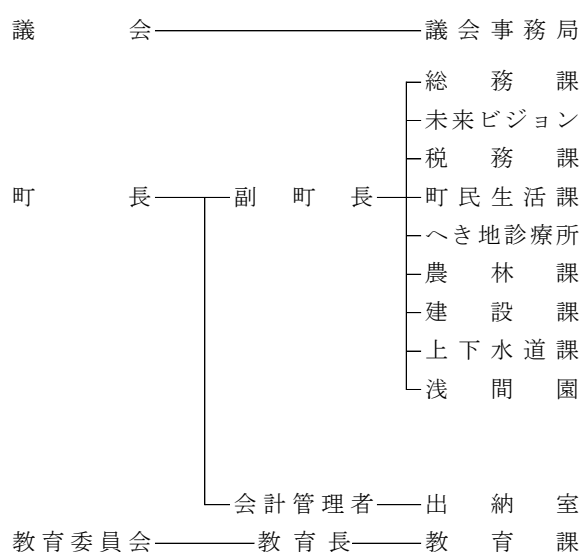 議会 議会事務局
総務課
未来ビジョン
税務課
町長 副町長 町民生活課
へき地診療所
農林課
建設課
上下水道課
浅間園
会計管理者 出納室
教育委員会 教育長 教育課